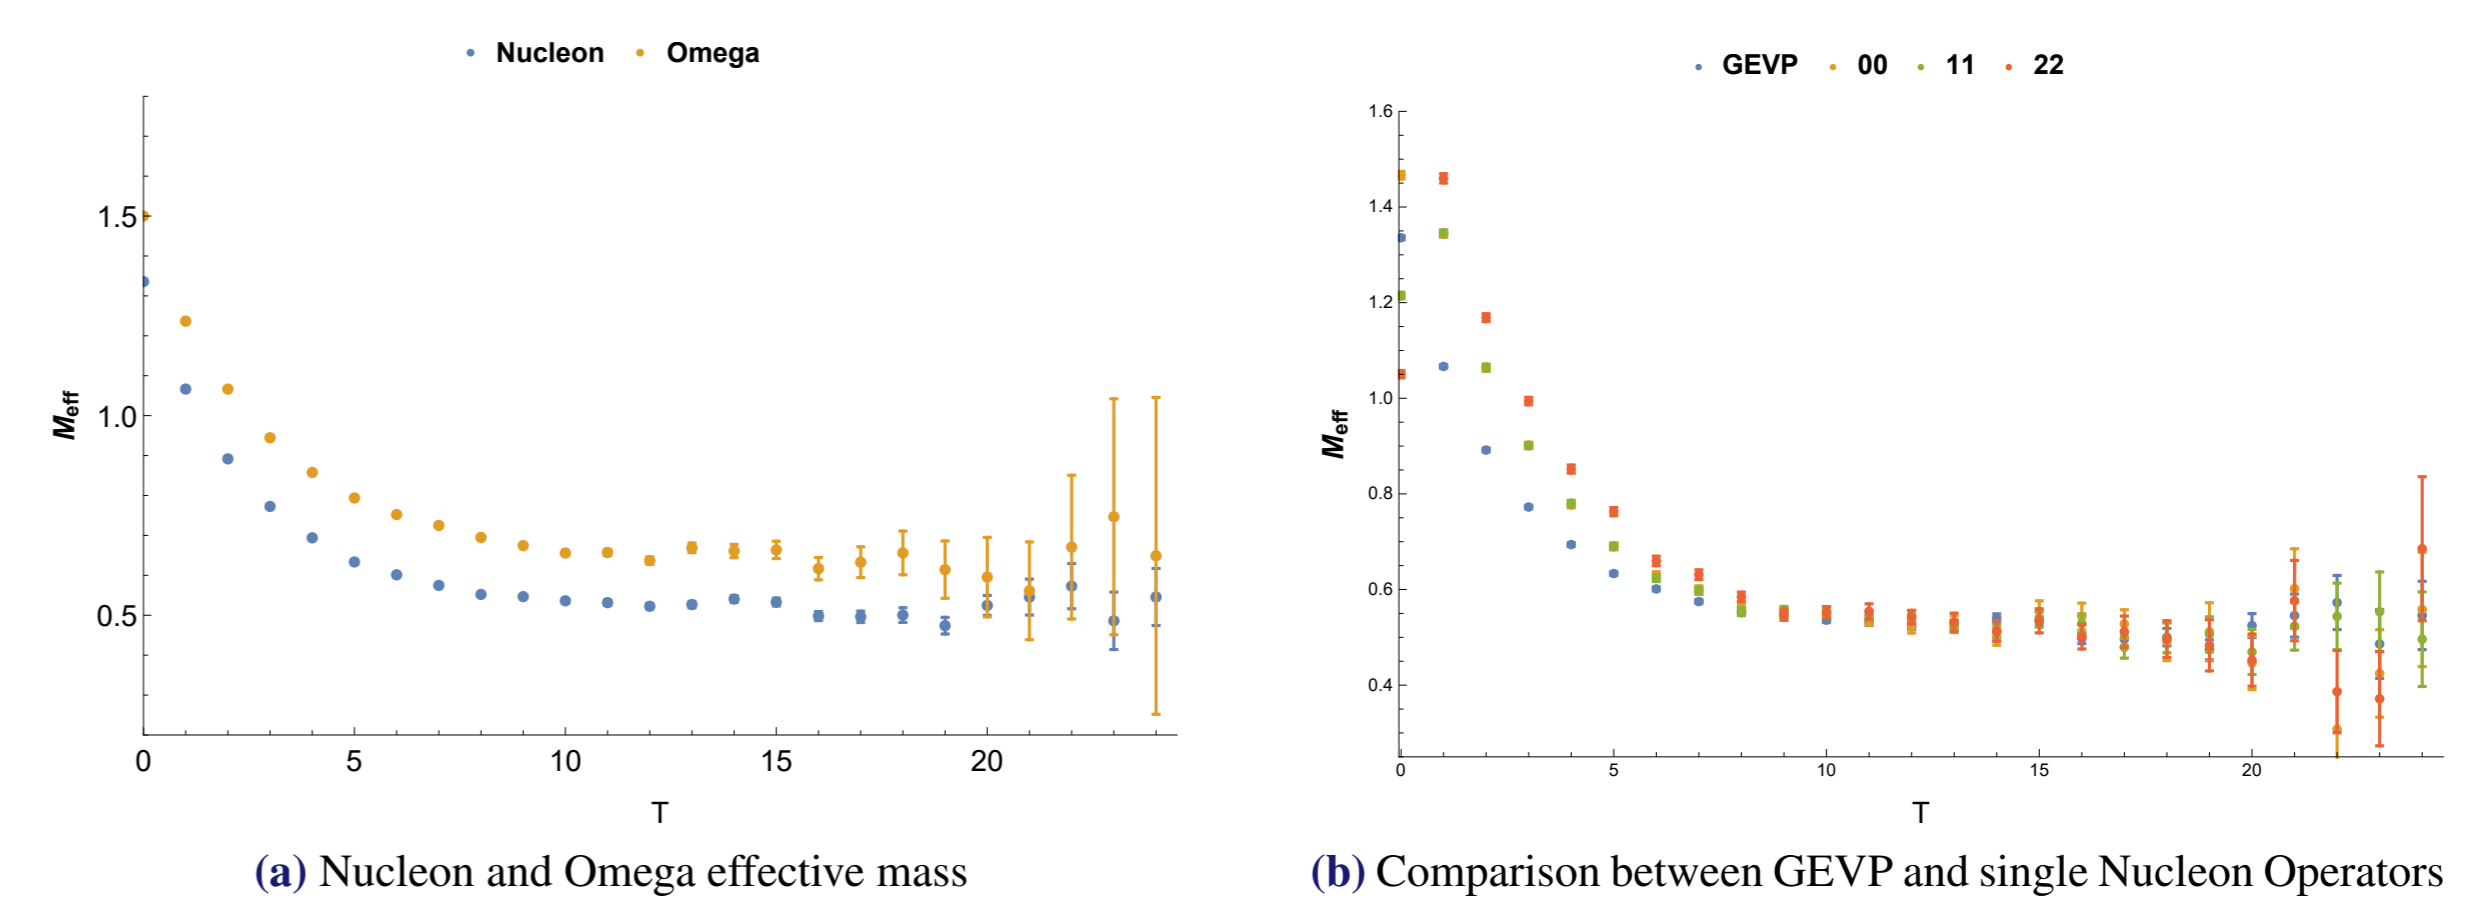 Nucleon Omega
1.5
1.0
0.5
M_eff
0 5 10 15 20
T
(a) Nucleon and Omega effective mass
GEVP 00 11 22
1.6
1.4
1.2
1.0
0.8
0.6
0.4
M_eff
0 5 10 15 20
T
(b) Comparison between GEVP and single Nucleon Operators